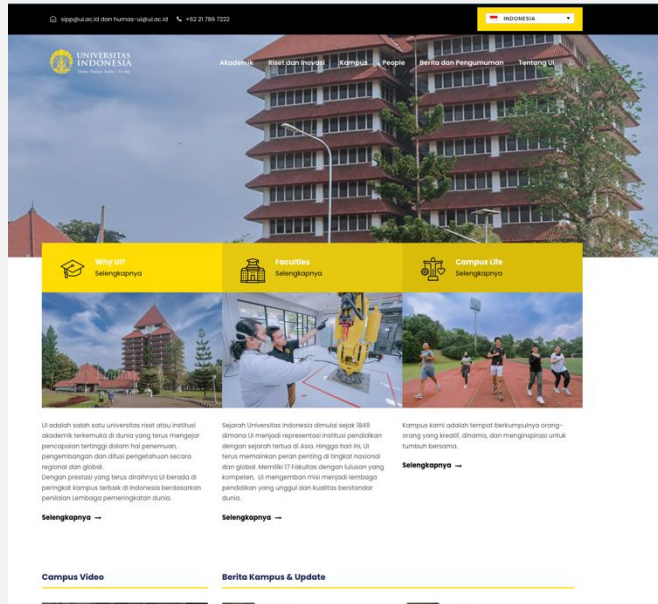 sipp@ui.ac.id dan humas-ui@ui.ac.id +62 21 786 7222
INDONESIA
UNIVERSITAS
INDONESIA
Akademik Riset dan Inovasi Kampus People Berita dan Pengumuman Tentang UI
Why UI?
Selengkapnya
Faculties
Selengkapnya
Campus Life
Selengkapnya
UI adalah salah satu universitas riset atau institusi
akademik terkemuka di dunia yang terus mengejar
pencapaian tertinggi dalam hal penemuan,
pengembangan dan difusi pengetahuan secara
regional dan global.
Dengan prestasi yang terus diraihnya UI berada di
peringkat kampus terbaik di Indonesia berdasarkan
penilaian Lembaga pemeringkatan dunia.
Selengkapnya →
Sejarah Universitas Indonesia dimulai sejak 1849
dimana UI menjadi representasi institusi pendidikan
dengan sejarah tertua di Asia. Hingga hari ini, UI
terus memainkan peran penting di tingkat nasional
dan global. Memiliki 17 Fakultas dengan lulusan yang
kompeten, UI mengemban misi menjadi lembaga
pendidikan yang unggul dan kualitas berstandar
dunia.
Selengkapnya →
Kampus kami adalah tempat berkumpulnya orang-
orang yang kreatif, dinamis, dan menginspirasi untuk
tumbuh bersama.
Selengkapnya →
Campus Video
Berita Kampus & Update